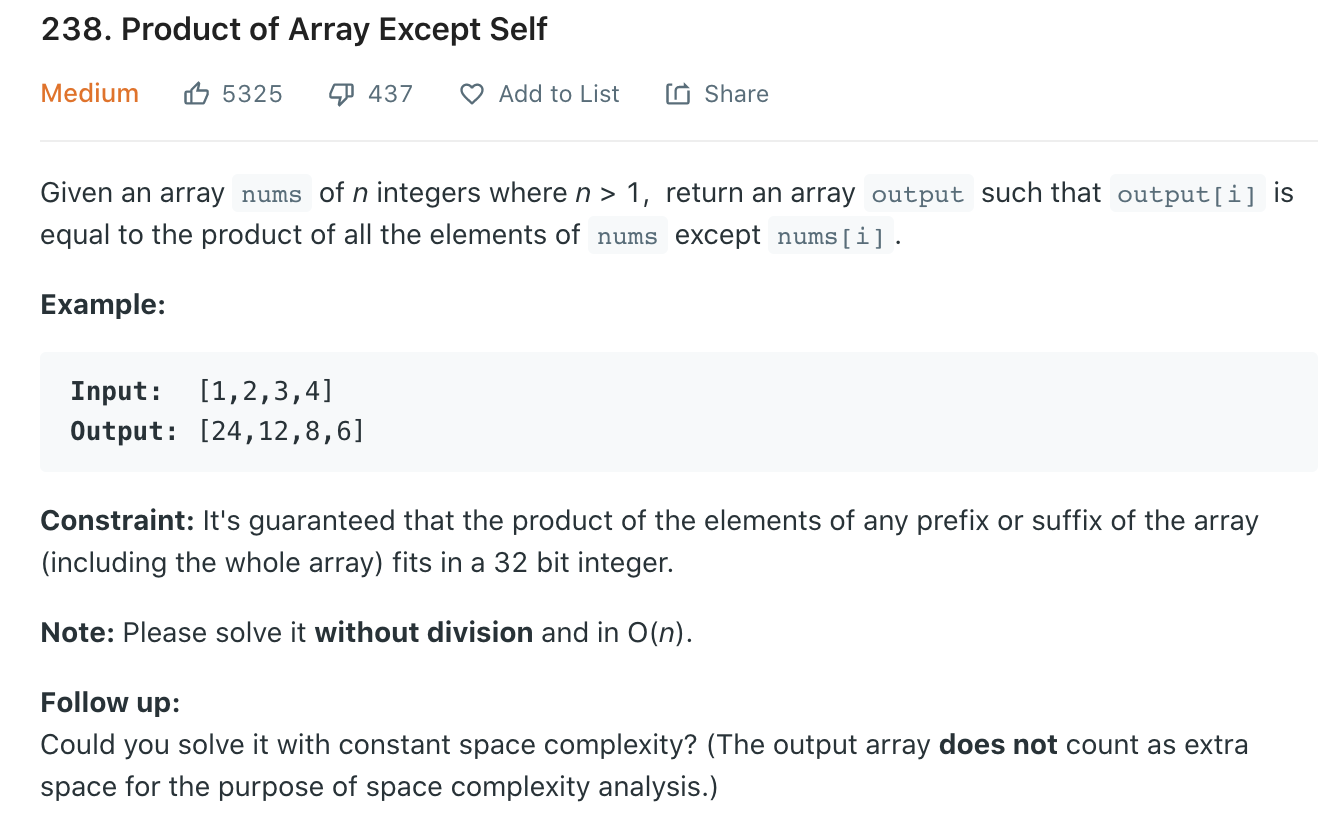 238. Product of Array Except Self
Medium 5325 437 Add to List Share
Given an array nums of n integers where n > 1, return an array output such that output[i] is
equal to the product of all the elements of nums except nums[i].
Example:
Input: [1,2,3,4]
Output: [24,12,8,6]
Constraint: It's guaranteed that the product of the elements of any prefix or suffix of the array
(including the whole array) fits in a 32 bit integer.
Note: Please solve it without division and in O(n).
Follow up:
Could you solve it with constant space complexity? (The output array does not count as extra
space for the purpose of space complexity analysis.)